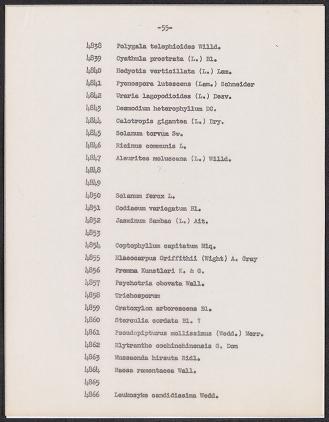 -55-
4838 Polygala telephioides Willd.
4839 Cyathula prostrata (L.) Bl.
4840 Hedyotis verticillata (L.) Lam.
4841 Pycnospora lutescens (Lam.) Schneider
4842 Uraria lagopodioides (L.) Desv.
4843 Desmodium heterophyllum DC.
4844 Calotropis gigantea (L.) Dry.
4845 Solanum torvum Sw.
4846 Ricinus communis L.
4847 Aleurites moluccana (L.) Willd.
4848
4849
4850 Solanum ferox L.
4851 Codiaeum variegatum Bl.
4852 Jasminum Sambac (L.) Ait.
4853
4854 Coptophyllum capitatum Miq.
4855 Elaeocarpus Griffithii (Wight) A. Gray
4856 Premna Kunstleri K. & G.
4857 Psychotria obovata Wall.
4858 Trichosporum
4859 Cratoxylon arborescens Bl.
4860 Sterculia cordata Bl. ?
4861 Pseudopipturus mollissimus (Wedd.) Merr.
4862 Elytranthe cochinchinensis G. Don
4863 Mussaenda hirsuta Ridl.
4864 Maesa ramentacea Wall.
4865
4866 Leukosyke candidissima Wedd.